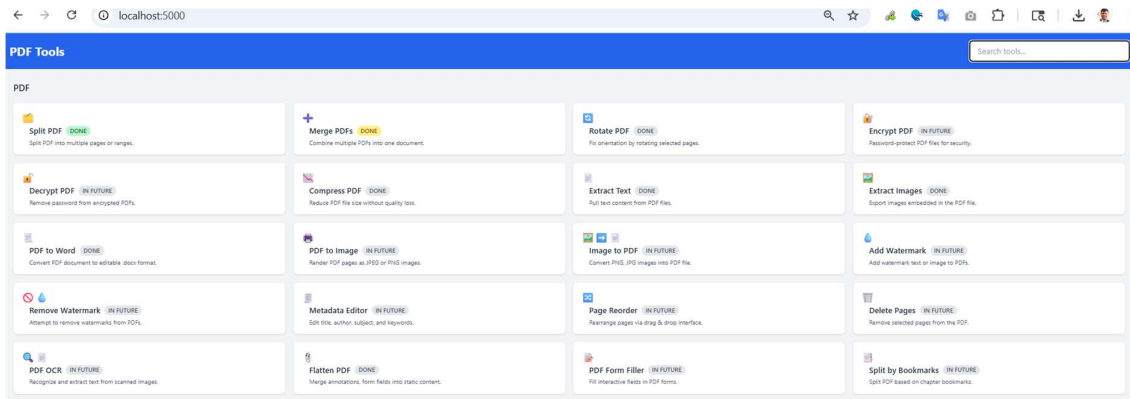 localhost:5000
PDF Tools
Search tools...
PDF
Split PDF DONE
Split PDF into multiple pages or ranges.
Merge PDFs DONE
Combine multiple PDFs into one document.
Rotate PDF DONE
Fix orientation by rotating selected pages.
Encrypt PDF IN FUTURE
Password-protect PDF files for security.
Decrypt PDF IN FUTURE
Remove password from encrypted PDFs.
Compress PDF DONE
Reduce PDF file size without quality loss.
Extract Text DONE
Pull text content from PDF files.
Extract Images DONE
Export images embedded in the PDF file.
PDF to Word DONE
Convert PDF document to editable .docx format.
PDF to Image IN FUTURE
Render PDF pages as JPEG or PNG images.
Image to PDF IN FUTURE
Convert PNG, JPG images into PDF file.
Add Watermark IN FUTURE
Add watermark text or image to PDFs.
Remove Watermark IN FUTURE
Attempt to remove watermarks from PDFs.
Metadata Editor IN FUTURE
Edit title, author, subject, and keywords.
Page Reorder IN FUTURE
Rearrange pages via drag & drop interface.
Delete Pages IN FUTURE
Remove selected pages from the PDF.
PDF OCR IN FUTURE
Recognize and extract text from scanned images.
Flatten PDF DONE
Merge annotations, form fields into static content.
PDF Form Filler IN FUTURE
Fill interactive fields in PDF forms.
Split by Bookmarks IN FUTURE
Split PDF based on chapter bookmarks.